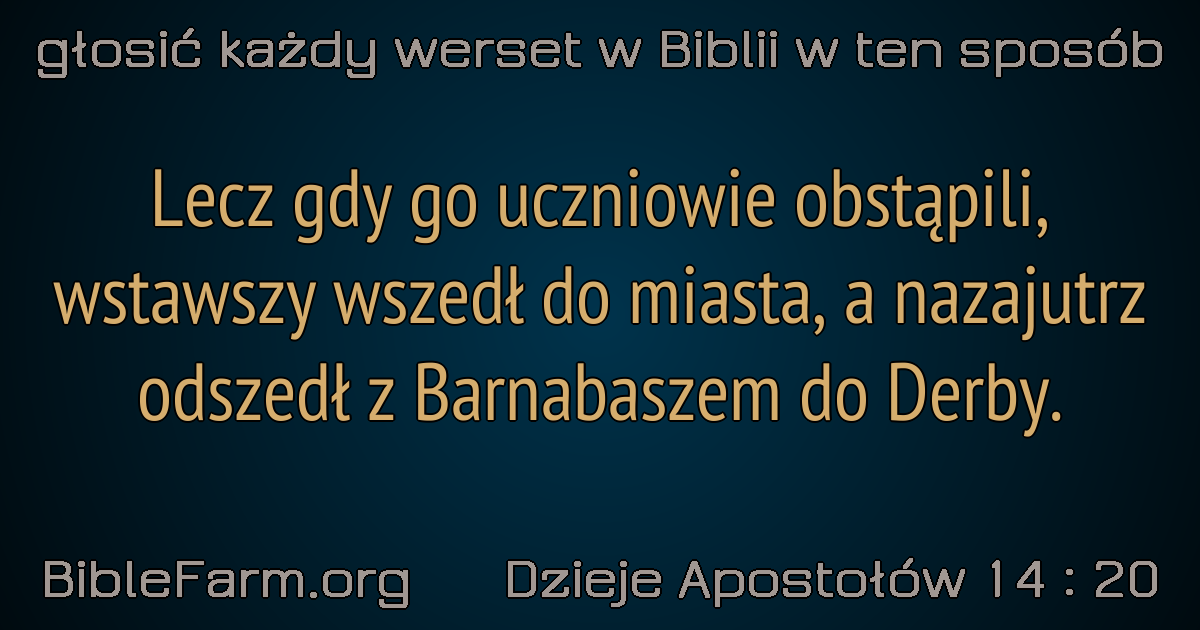 głosić każdy werset w Biblii w ten sposób
Lecz gdy go uczniowie obstąpili,
wstawszy wszedł do miasta, a nazajutrz
odszedł z Barnabaszem do Derby.
BibleFarm.org Dzieje Apostołów 14 : 20